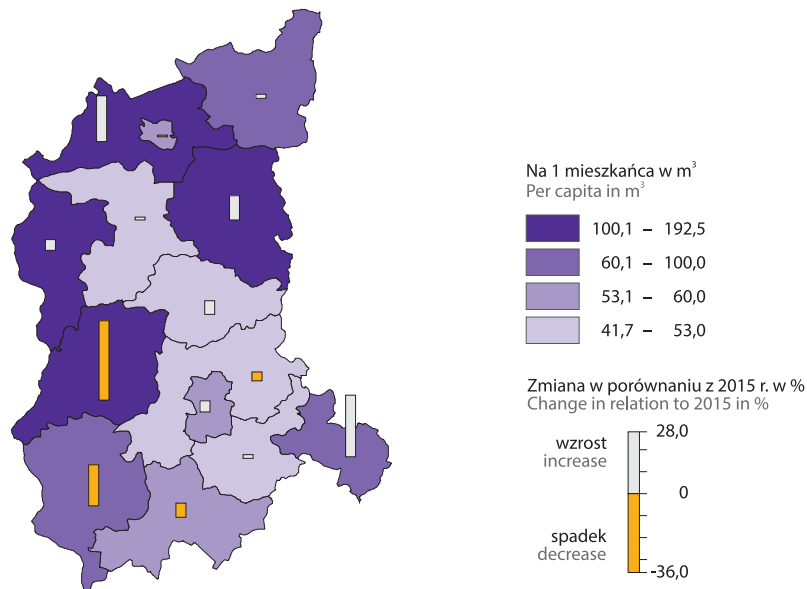 Na 1 mieszkańca w m³
Per capita in m³
100,1 – 192,5
60,1 – 100,0
53,1 – 60,0
41,7 – 53,0
Zmiana w porównaniu z 2015 r. w %
Change in relation to 2015 in %
wzrost
increase
28,0
0
spadek
decrease
-36,0